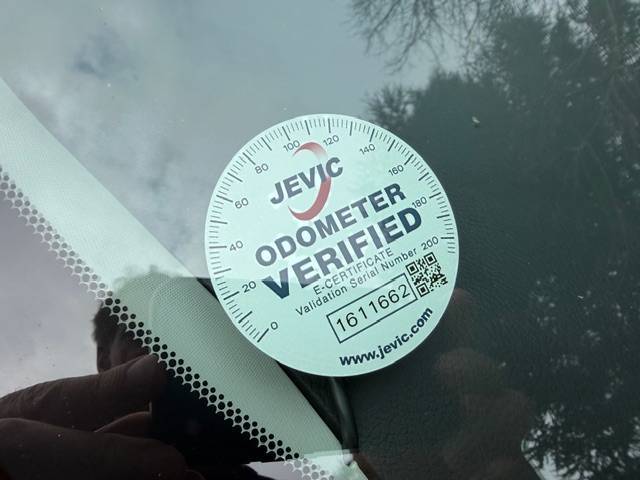 0 20 40 60 80 100 120 140 160 180 200
JEVIC
ODOMETER
VERIFIED
E-CERTIFICATE
Validation Serial Number
1611662
www.jevic.com